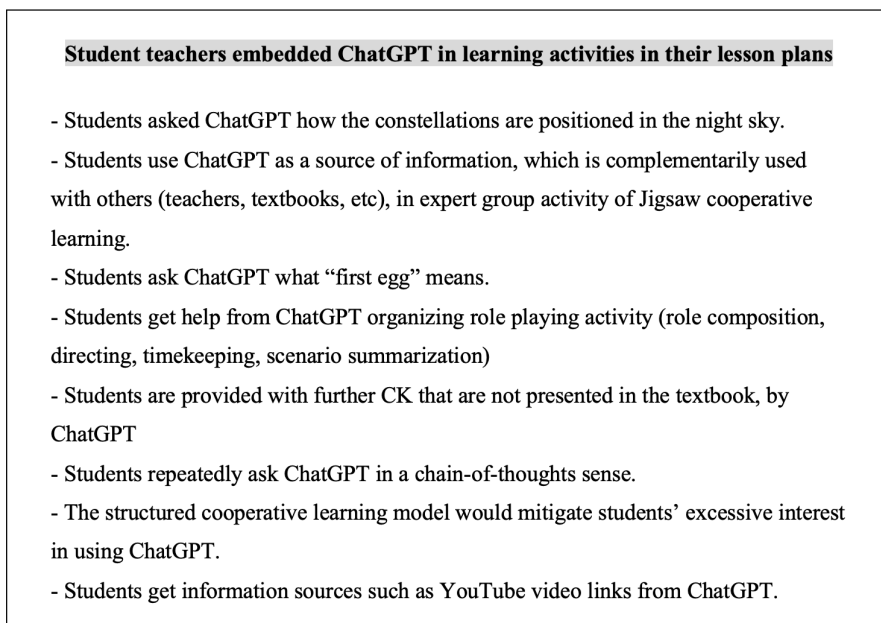 Student teachers embedded ChatGPT in learning activities in their lesson plans
- Students asked ChatGPT how the constellations are positioned in the night sky.
- Students use ChatGPT as a source of information, which is complementarily used
with others (teachers, textbooks, etc), in expert group activity of Jigsaw cooperative
learning.
- Students ask ChatGPT what “first egg” means.
- Students get help from ChatGPT organizing role playing activity (role composition,
directing, timekeeping, scenario summarization)
- Students are provided with further CK that are not presented in the textbook, by
ChatGPT
- Students repeatedly ask ChatGPT in a chain-of-thoughts sense.
- The structured cooperative learning model would mitigate students’ excessive interest
in using ChatGPT.
- Students get information sources such as YouTube video links from ChatGPT.